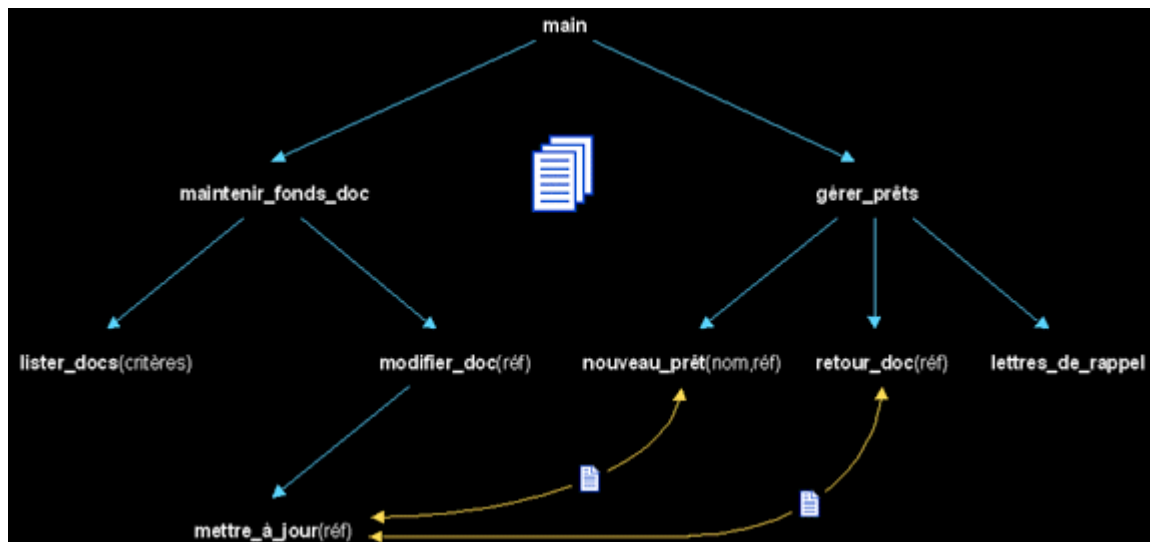 main
maintenir_fonds_doc
gérer_prêts
lister_docs(critères)
modifier_doc(réf)
nouveau_prêt(nom,réf)
retour_doc(réf)
lettres_de_rappel
mettre_à_jour(réf)